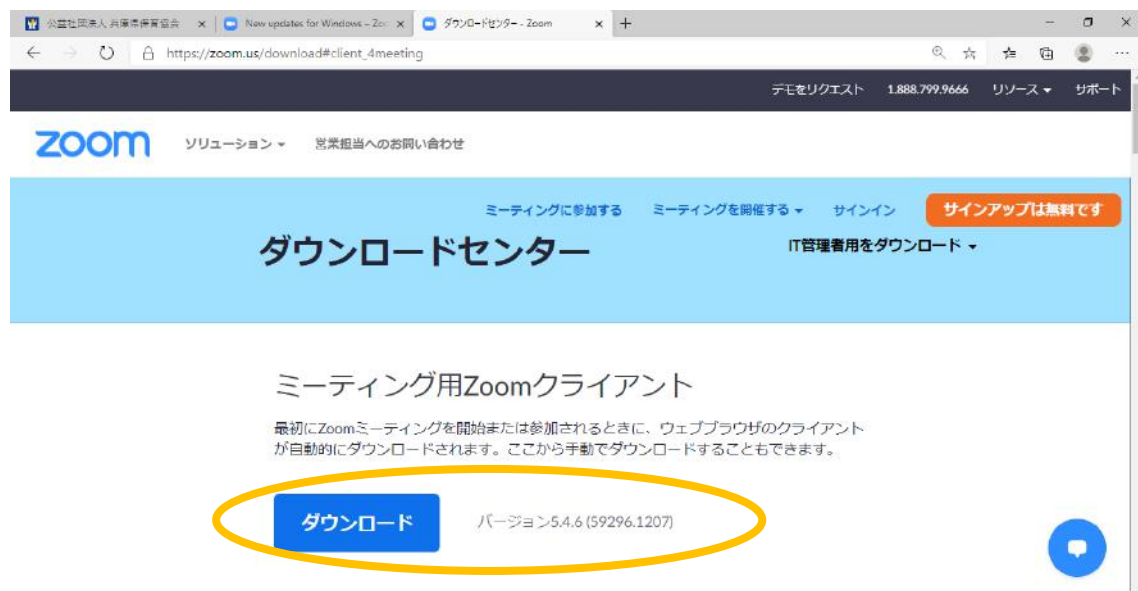 公益社団法人 兵庫県保育協会
New updates for Windows – Zo
ダウンロードセンター - Zoom
https://zoom.us/download#client_4meeting
デモをリクエスト 1.888.799.9666 リソース サポート
zoom ソリューション 営業担当へのお問い合わせ
ミーティングに参加する ミーティングを開催する サインイン サインアップは無料です
ダウンロードセンター IT管理者用をダウンロード
ミーティング用Zoomクライアント
最初にZoomミーティングを開始または参加されるときに、ウェブブラウザのクライアント
が自動的にダウンロードされます。ここから手動でダウンロードすることもできます。
ダウンロード バージョン5.4.6 (59296.1207)